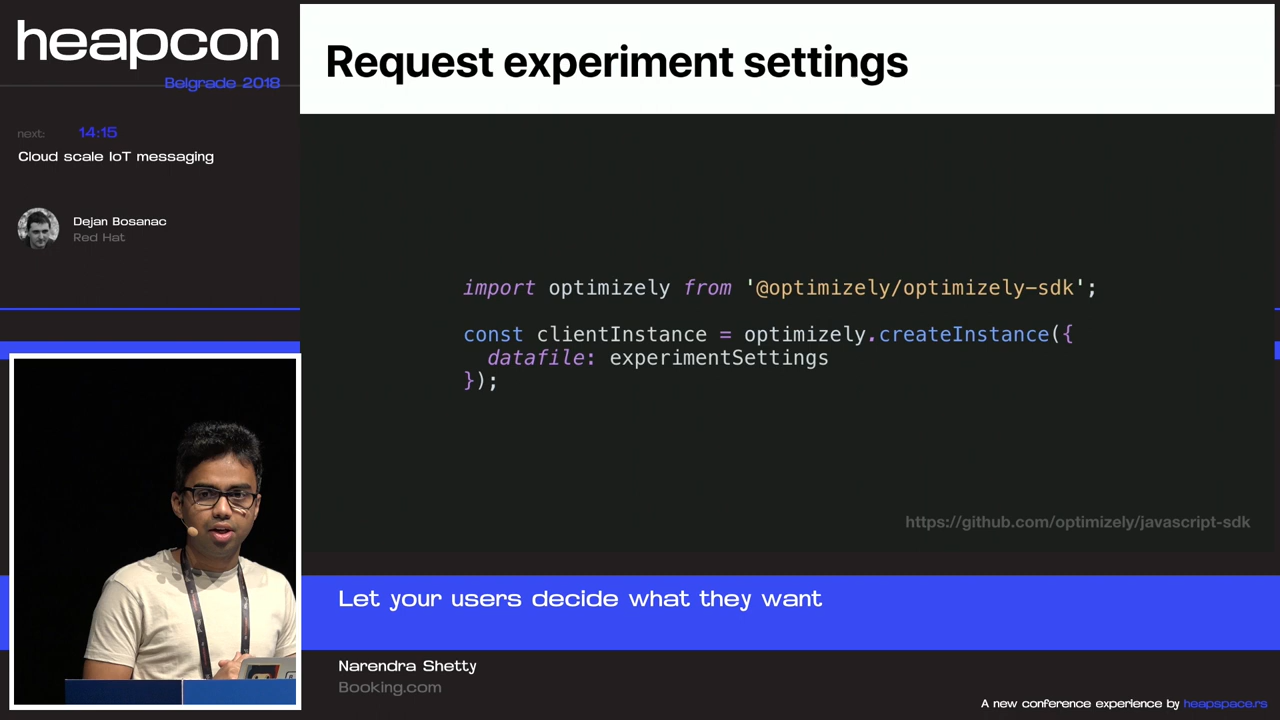 heapcon
Belgrade 2018
next: 14:15
Cloud scale IoT messaging
Dejan Bosanac
Red Hat
Request experiment settings
import optimizely from '@optimizely/optimizely-sdk';
const clientInstance = optimizely.createInstance({
datafile: experimentSettings
});
https://github.com/optimizely/javascript-sdk
Let your users decide what they want
Narendra Shetty
Booking.com
A new conference experience by heapspace.rs